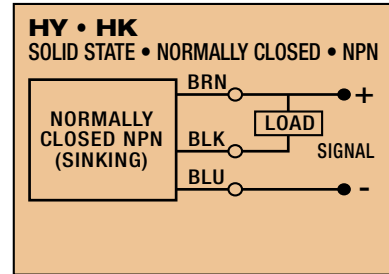 HY • HK
SOLID STATE • NORMALLY CLOSED • NPN
BRN
+
NORMALLY
CLOSED NPN
(SINKING)
LOAD
BLK
SIGNAL
BLU
-